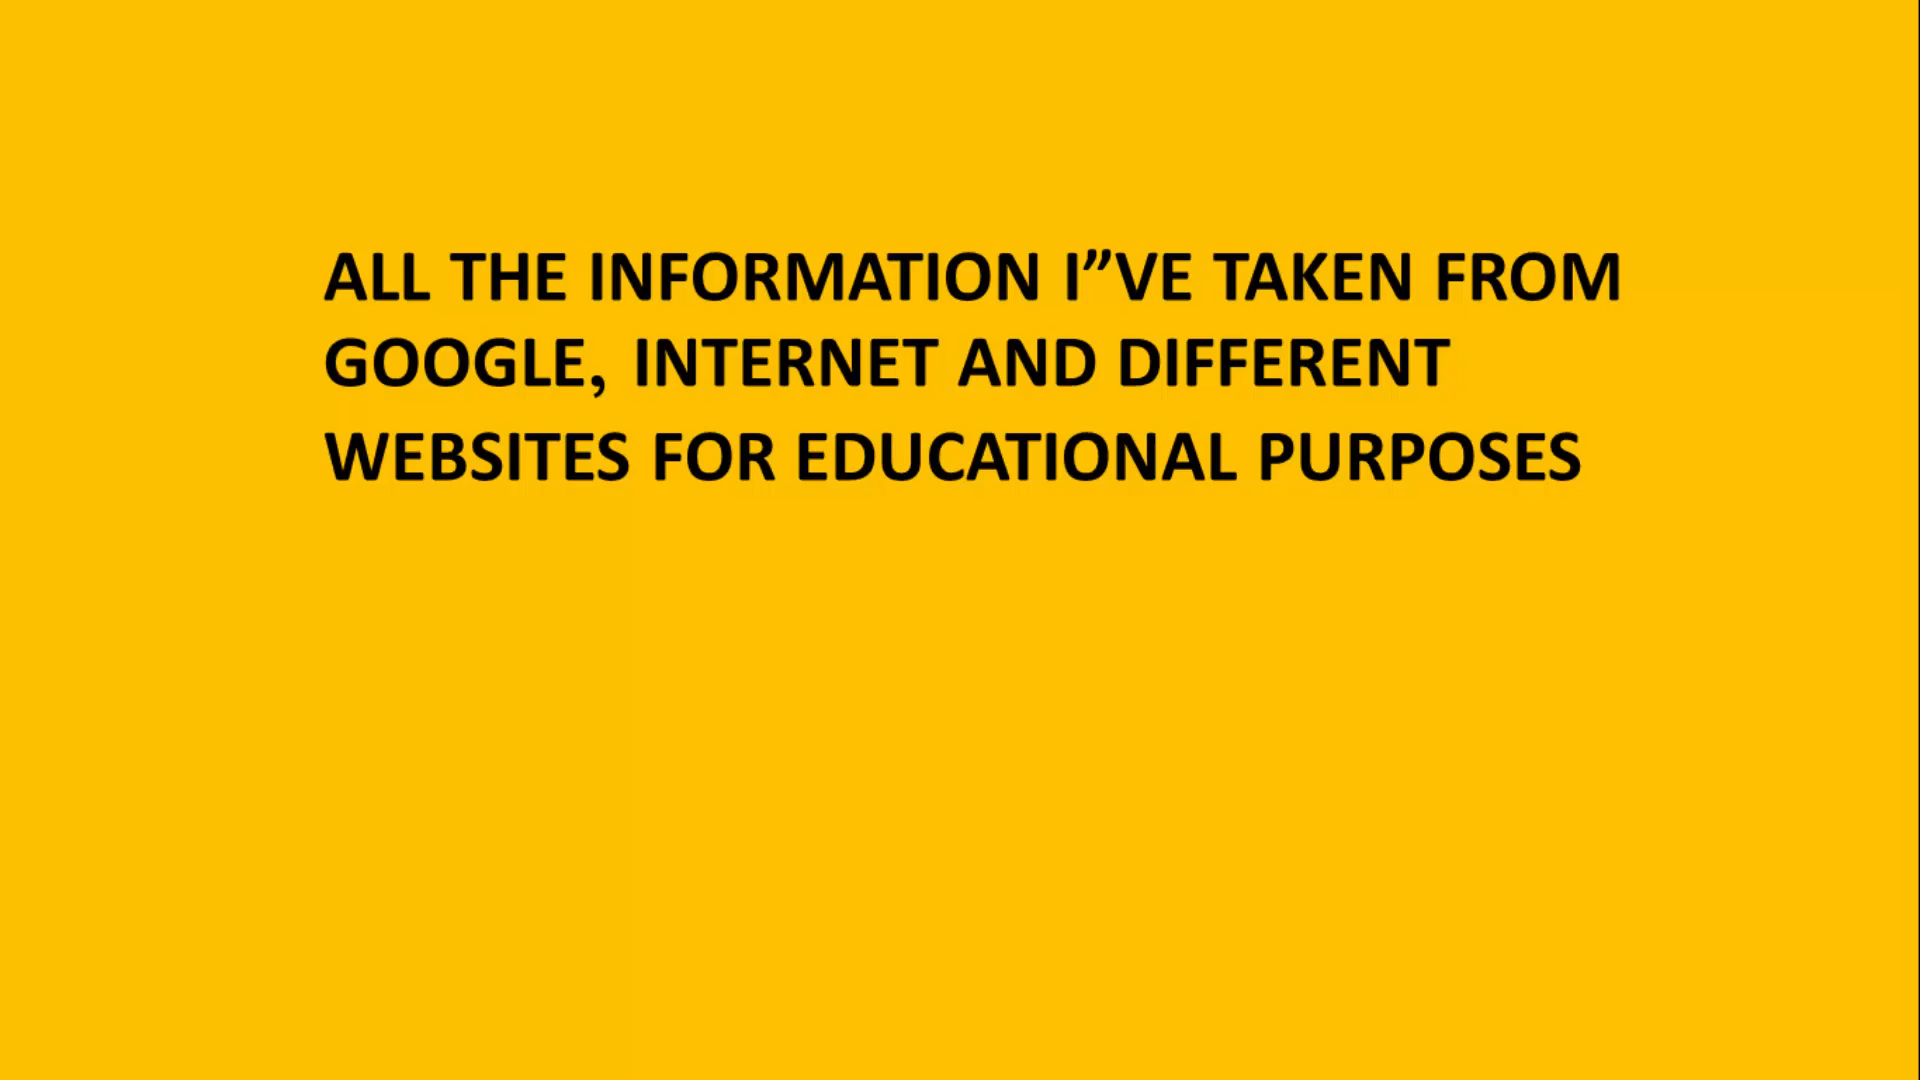 ALL THE INFORMATION I”VE TAKEN FROM
GOOGLE, INTERNET AND DIFFERENT
WEBSITES FOR EDUCATIONAL PURPOSES